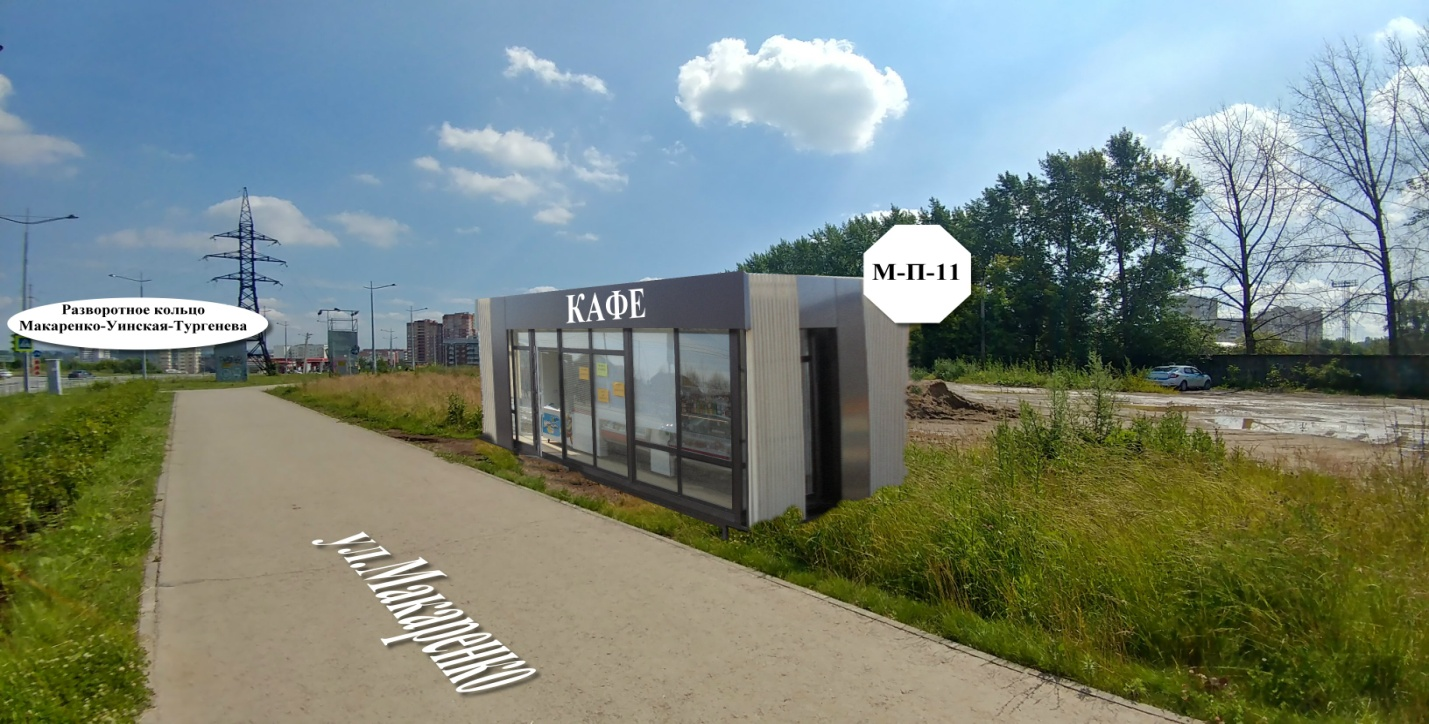 КАФЕ
М-П-11
Разворотное кольцо
Макаренко-Уинская-Тургенева
ул.Макаренко